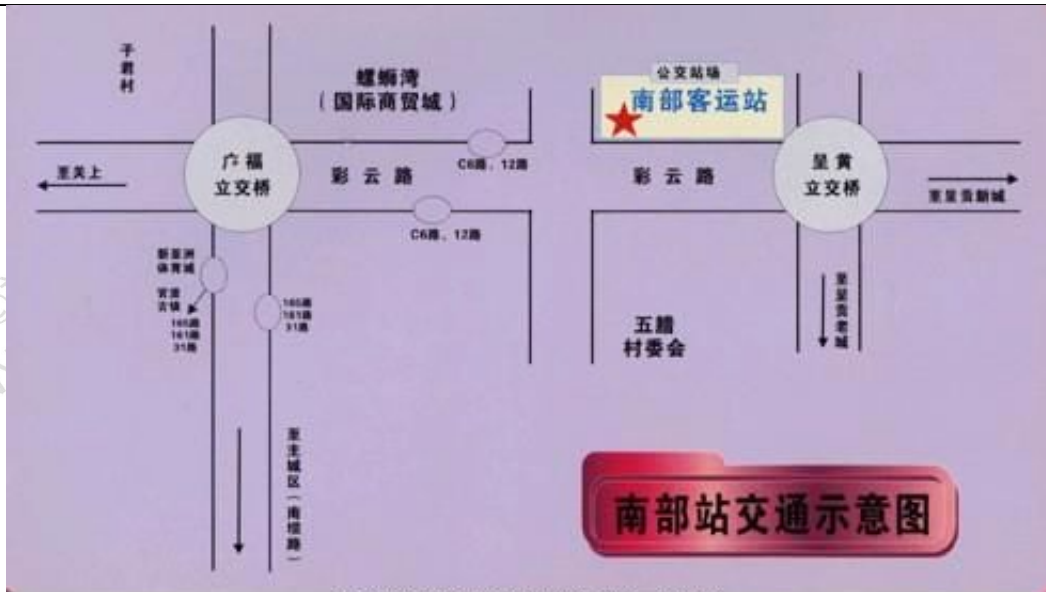 子君村
螺蛳湾
（国际商贸城）
公交站场
南部客运站
广福
立交桥
至关上
彩云路
C6路、12路
彩云路
呈黄
立交桥
至呈贡新城
C6路、12路
新亚洲
体育城
官渡
古镇
165路
161路
31路
165路
161路
31路
至呈贡老城
五腊
村委会
至主城区（南绕路）
南部站交通示意图